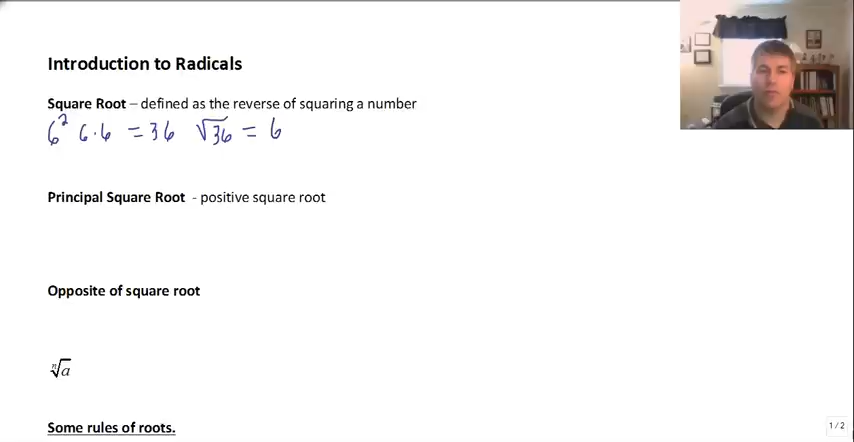 Introduction to Radicals
Square Root – defined as the reverse of squaring a number
6² 6·6 = 36 √36 = 6
Principal Square Root - positive square root
Opposite of square root
ⁿ√a
Some rules of roots.
1 / 2